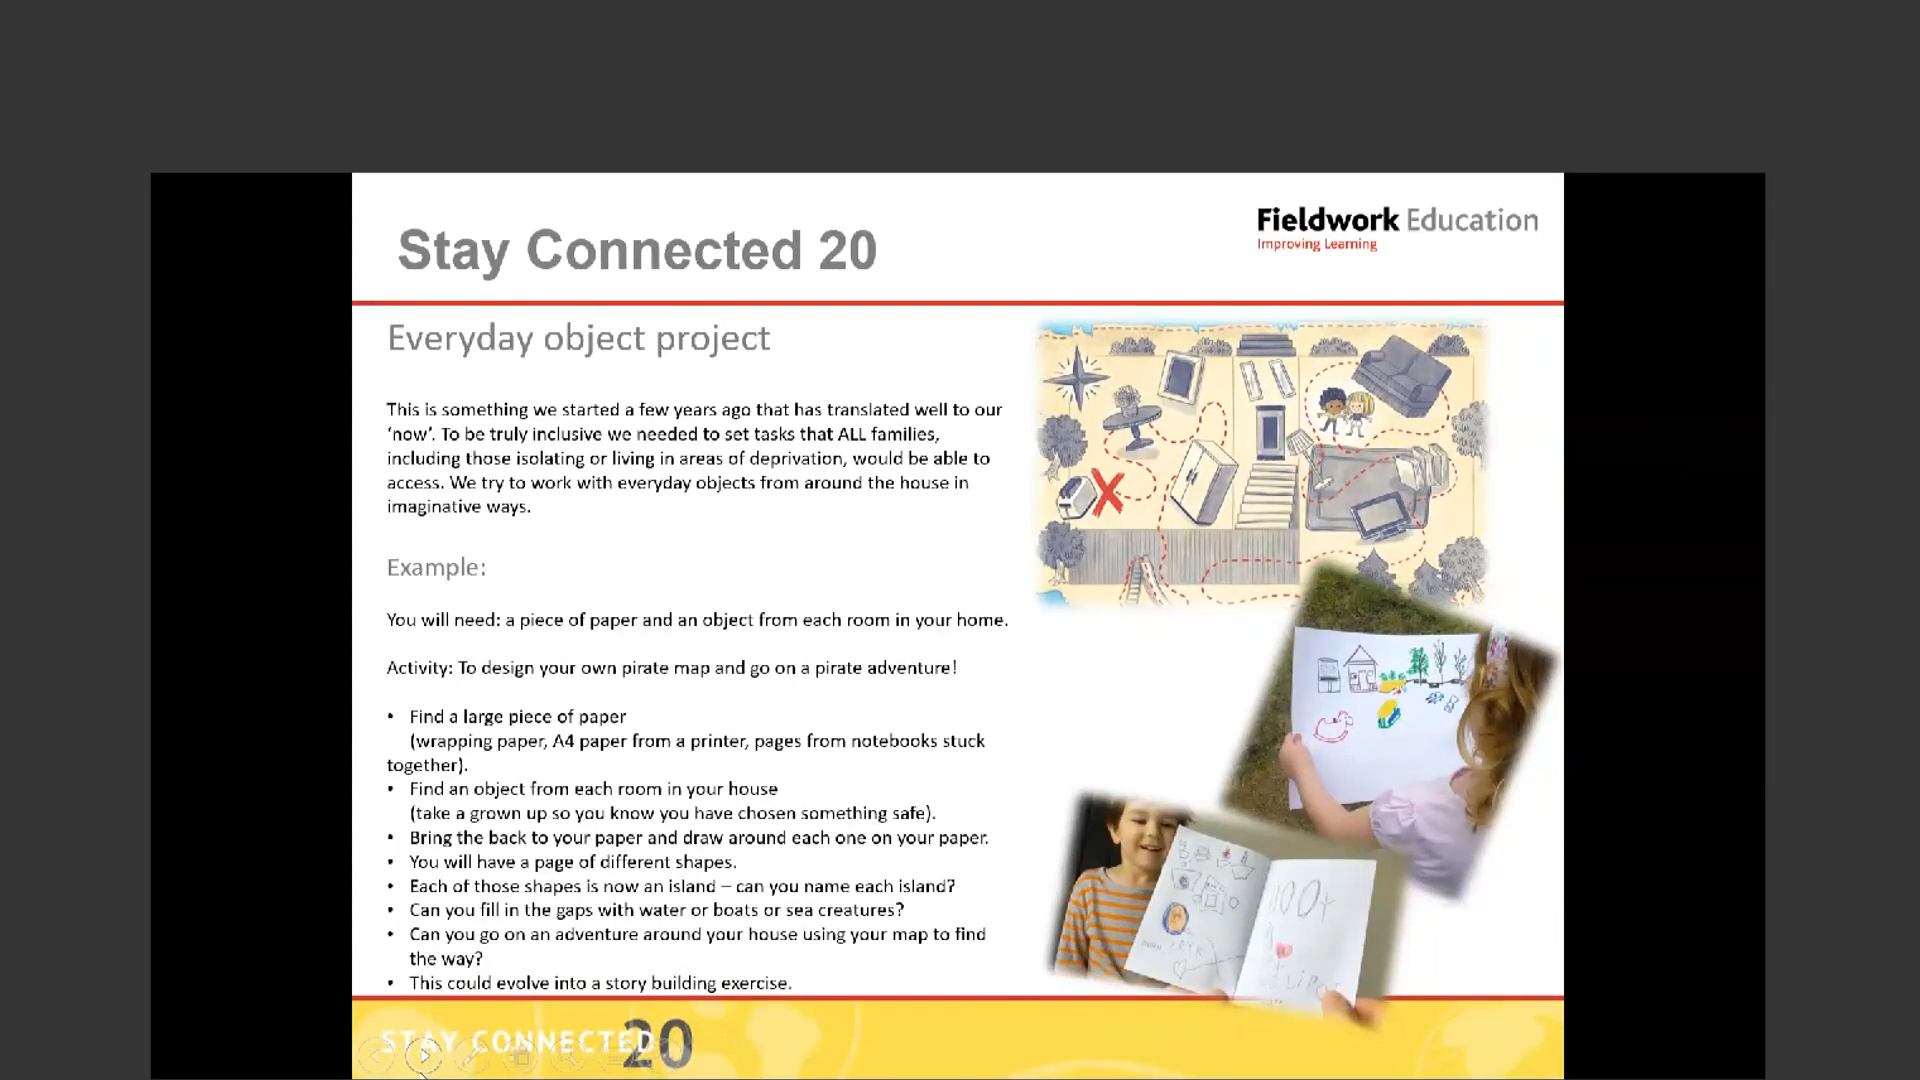 Stay Connected 20
Fieldwork Education
Improving Learning
Everyday object project
This is something we started a few years ago that has translated well to our
‘now’. To be truly inclusive we needed to set tasks that ALL families,
including those isolating or living in areas of deprivation, would be able to
access. We try to work with everyday objects from around the house in
imaginative ways.
Example:
You will need: a piece of paper and an object from each room in your home.
Activity: To design your own pirate map and go on a pirate adventure!
• Find a large piece of paper
(wrapping paper, A4 paper from a printer, pages from notebooks stuck
together).
• Find an object from each room in your house
(take a grown up so you know you have chosen something safe).
• Bring the back to your paper and draw around each one on your paper.
• You will have a page of different shapes.
• Each of those shapes is now an island – can you name each island?
• Can you fill in the gaps with water or boats or sea creatures?
• Can you go on an adventure around your house using your map to find
the way?
• This could evolve into a story building exercise.
STAY CONNECTED 20